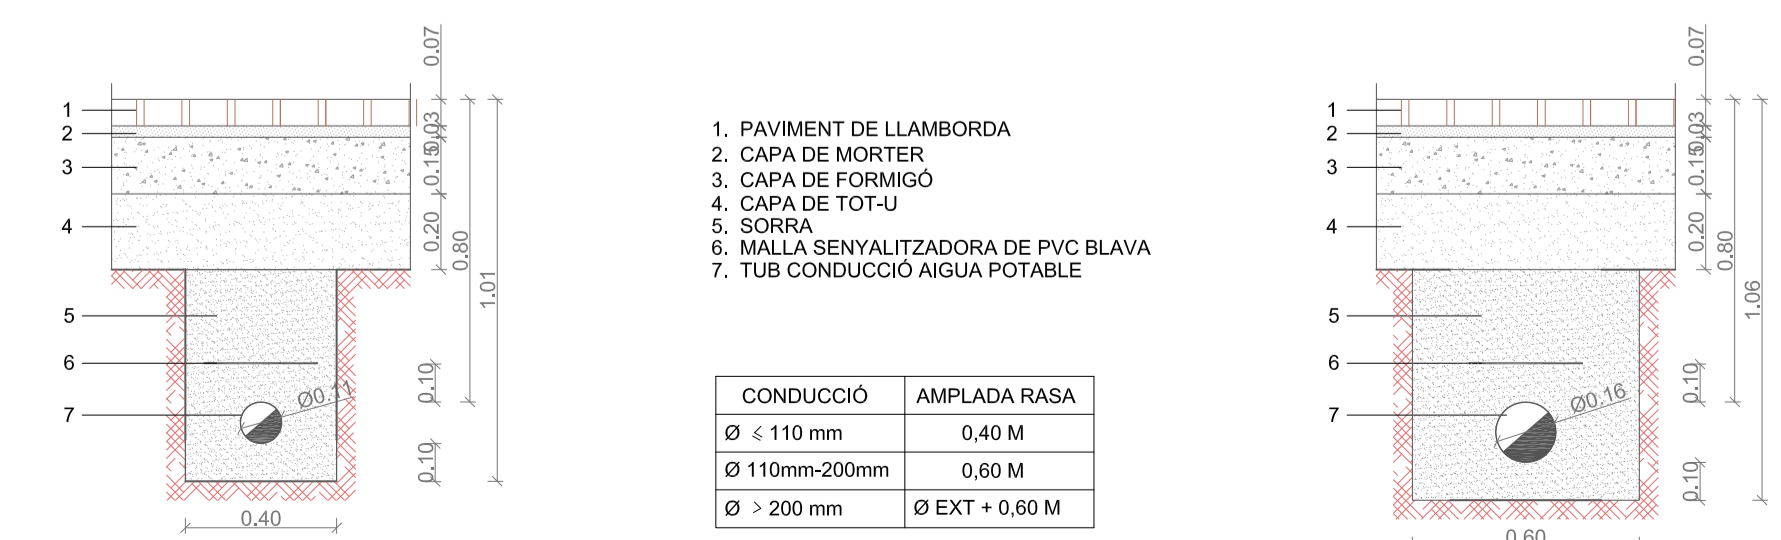 0.07
1
2
3
4
5
6
7
0.03
0.15
0.20
0.80
1.01
0.10
Ø0.11
0.10
0.40
1. PAVIMENT DE LLAMBORDA
2. CAPA DE MORTER
3. CAPA DE FORMIGÓ
4. CAPA DE TOT-U
5. SORRA
6. MALLA SENYALITZADORA DE PVC BLAVA
7. TUB CONDUCCIÓ AIGUA POTABLE
CONDUCCIÓ AMPLADA RASA
Ø ⩽ 110 mm 0,40 M
Ø 110mm-200mm 0,60 M
Ø > 200 mm Ø EXT + 0,60 M
0.07
1
2
3
4
5
6
7
0.03
0.15
0.20
0.80
1.06
0.10
Ø0.16
0.10
0.60